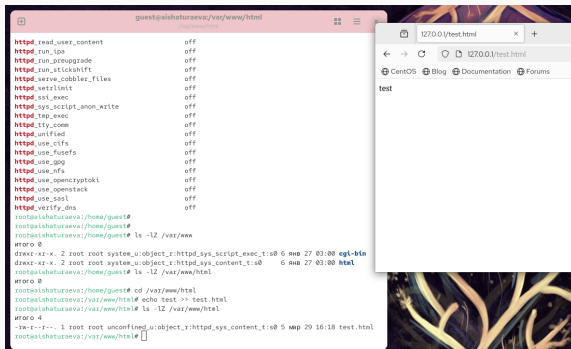 guest@aishaturaeva:/var/www/html
/var/www/html
httpd_read_user_content off
httpd_run_ipa off
httpd_run_preupgrade off
httpd_run_stickshift off
httpd_serve_cobbler_files off
httpd_setrlimit off
httpd_ssi_exec off
httpd_sys_script_anon_write off
httpd_tmp_exec off
httpd_tty_comm off
httpd_unified off
httpd_use_cifs off
httpd_use_fusefs off
httpd_use_gpg off
httpd_use_nfs off
httpd_use_opencryptoki off
httpd_use_openstack off
httpd_use_sasl off
httpd_verify_dns off
root@aishaturaeva:/home/guest#
root@aishaturaeva:/home/guest#
root@aishaturaeva:/home/guest# ls -lZ /var/www
итого 0
drwxr-xr-x. 2 root root system_u:object_r:httpd_sys_script_exec_t:s0 6 янв 27 03:00 cgi-bin
drwxr-xr-x. 2 root root system_u:object_r:httpd_sys_content_t:s0 6 янв 27 03:00 html
root@aishaturaeva:/home/guest# ls -lZ /var/www/html
итого 0
root@aishaturaeva:/home/guest# cd /var/www/html
root@aishaturaeva:/var/www/html# echo test >> test.html
root@aishaturaeva:/var/www/html# ls -lZ /var/www/html
итого 4
-rw-r--r--. 1 root root unconfined_u:object_r:httpd_sys_content_t:s0 5 мар 29 16:18 test.html
root@aishaturaeva:/var/www/html#
127.0.0.1/test.html
127.0.0.1/test.html
CentOS Blog Documentation Forums
test